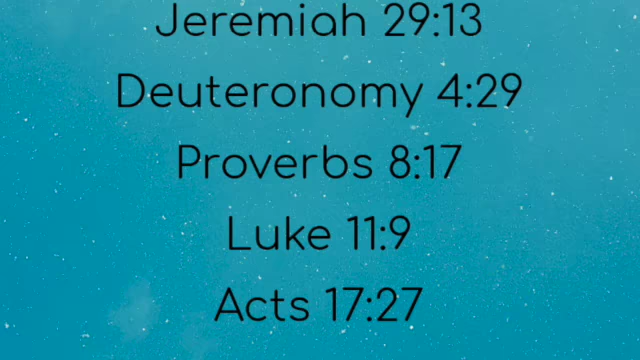 Jeremiah 29:13
Deuteronomy 4:29
Proverbs 8:17
Luke 11:9
Acts 17:27